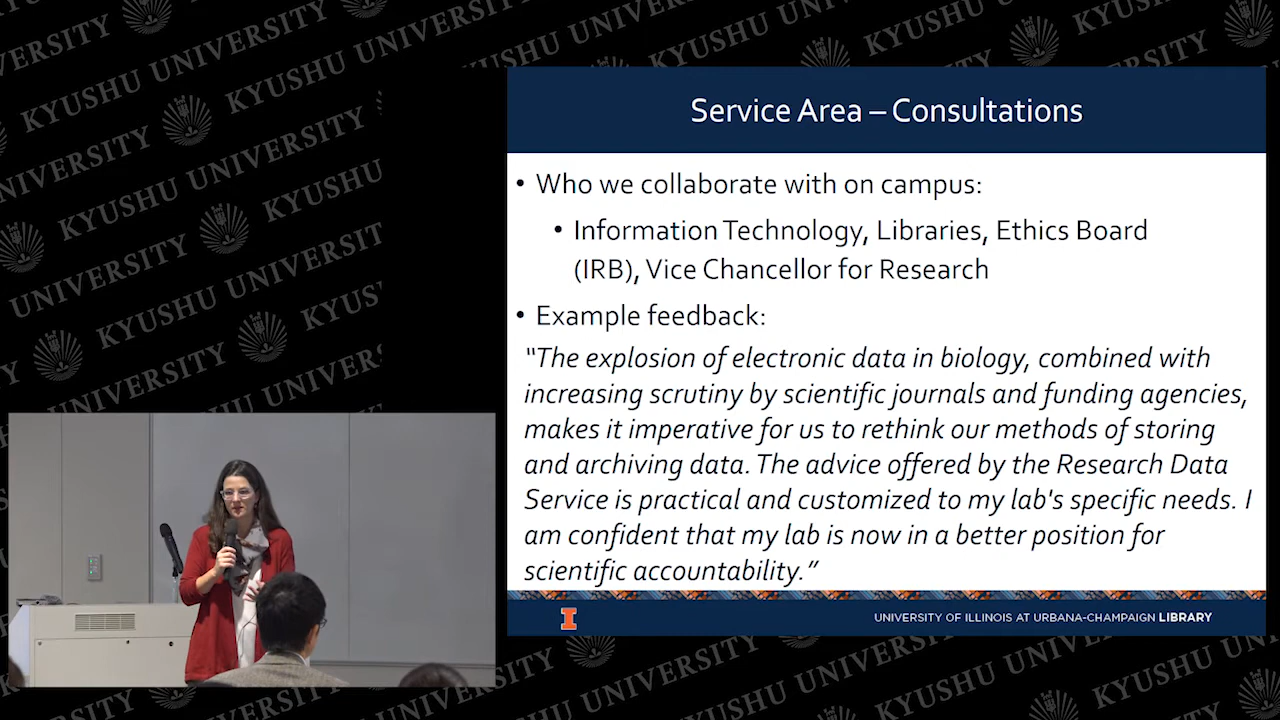 Service Area – Consultations
• Who we collaborate with on campus:
• Information Technology, Libraries, Ethics Board
(IRB), Vice Chancellor for Research
• Example feedback:
“The explosion of electronic data in biology, combined with
increasing scrutiny by scientific journals and funding agencies,
makes it imperative for us to rethink our methods of storing
and archiving data. The advice offered by the Research Data
Service is practical and customized to my lab's specific needs. I
am confident that my lab is now in a better position for
scientific accountability.”
I
UNIVERSITY OF ILLINOIS AT URBANA-CHAMPAIGN LIBRARY
KYUSHU UNIVERSITY